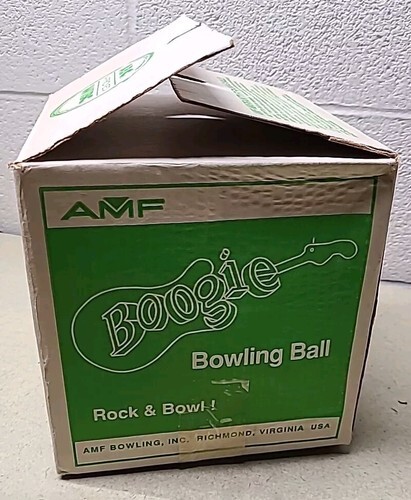 AMF
Boogie
Bowling Ball
Rock & Bowl!
AMF BOWLING, INC. RICHMOND, VIRGINIA USA